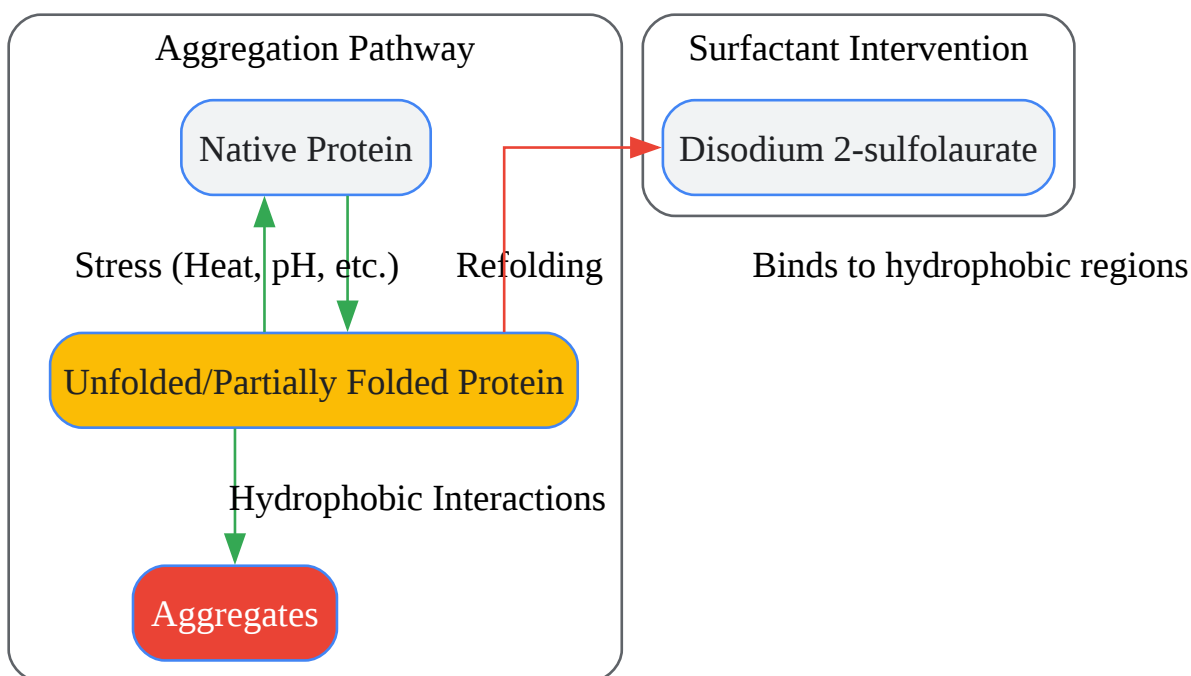 Aggregation Pathway
Surfactant Intervention
Native Protein
Disodium 2-sulfolaurate
Stress (Heat, pH, etc.)
Refolding
Binds to hydrophobic regions
Unfolded/Partially Folded Protein
Hydrophobic Interactions
Aggregates